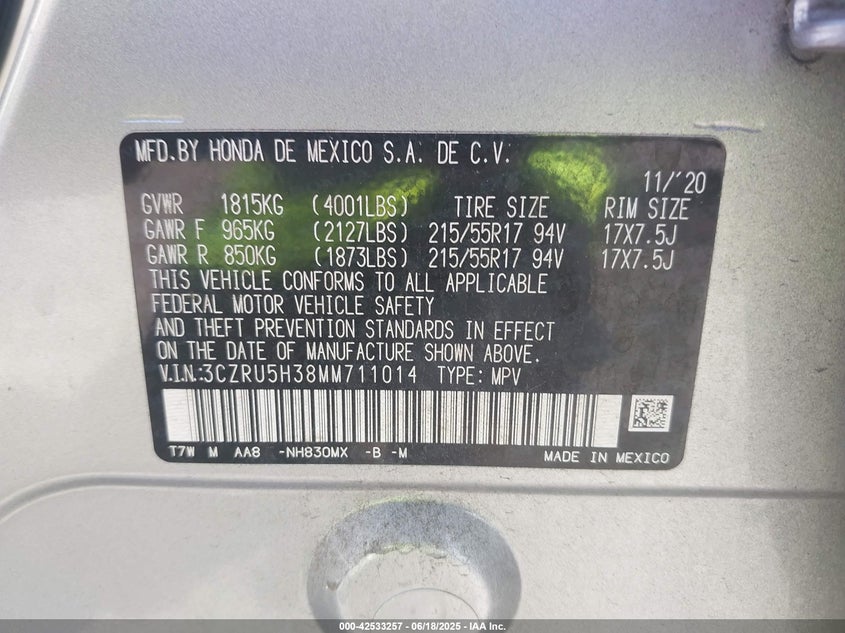 MFD.BY HONDA DE MEXICO S.A. DE C.V.
11/'20
GVWR 1815KG (4001LBS) TIRE SIZE RIM SIZE
GAWR F 965KG (2127LBS) 215/55R17 94V 17X7.5J
GAWR R 850KG (1873LBS) 215/55R17 94V 17X7.5J
THIS VEHICLE CONFORMS TO ALL APPLICABLE
FEDERAL MOTOR VEHICLE SAFETY
AND THEFT PREVENTION STANDARDS IN EFFECT
ON THE DATE OF MANUFACTURE SHOWN ABOVE.
V.I.N.:3CZRU5H38MM711014 TYPE: MPV
T7W M AA8 -NH830MX -B -M MADE IN MEXICO
000-42533257 - 06/18/2025 - IAA Inc.